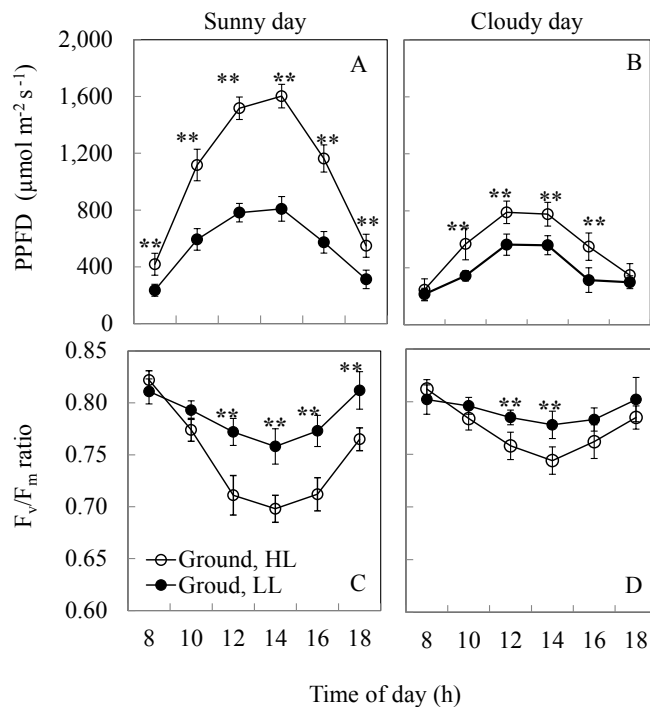 Sunny day
Cloudy day
2,000
1,600
1,200
800
400
0
PPFD (µmol m⁻² s⁻¹)
A
**
**
**
**
**
**
B
**
**
**
**
0.85
0.80
0.75
0.70
0.65
0.60
Fᵥ/Fₘ ratio
**
**
**
**
Ground, HL
Groud, LL
C
**
**
D
8 10 12 14 16 18
8 10 12 14 16 18
Time of day (h)